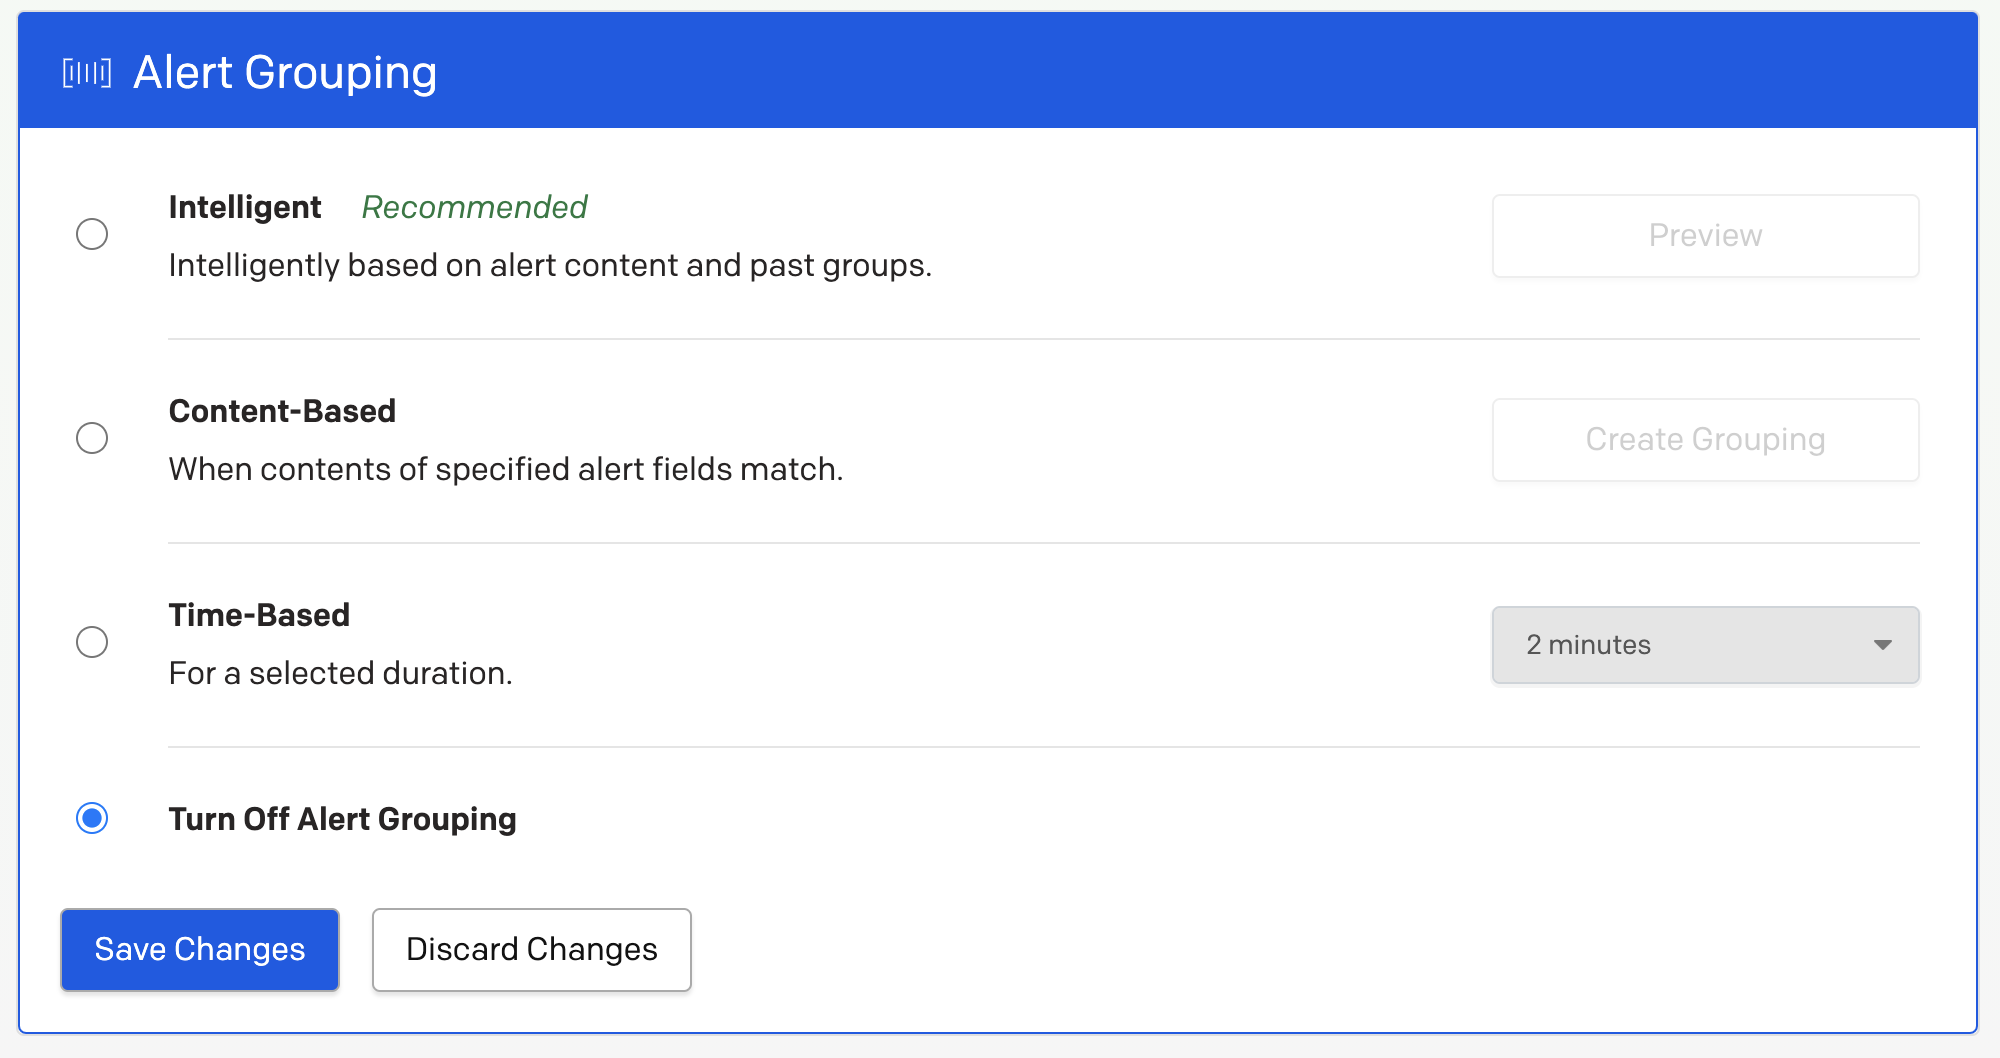 Alert Grouping
Intelligent Recommended
Intelligently based on alert content and past groups.
Preview
Content-Based
When contents of specified alert fields match.
Create Grouping
Time-Based
For a selected duration.
2 minutes
Turn Off Alert Grouping
Save Changes
Discard Changes